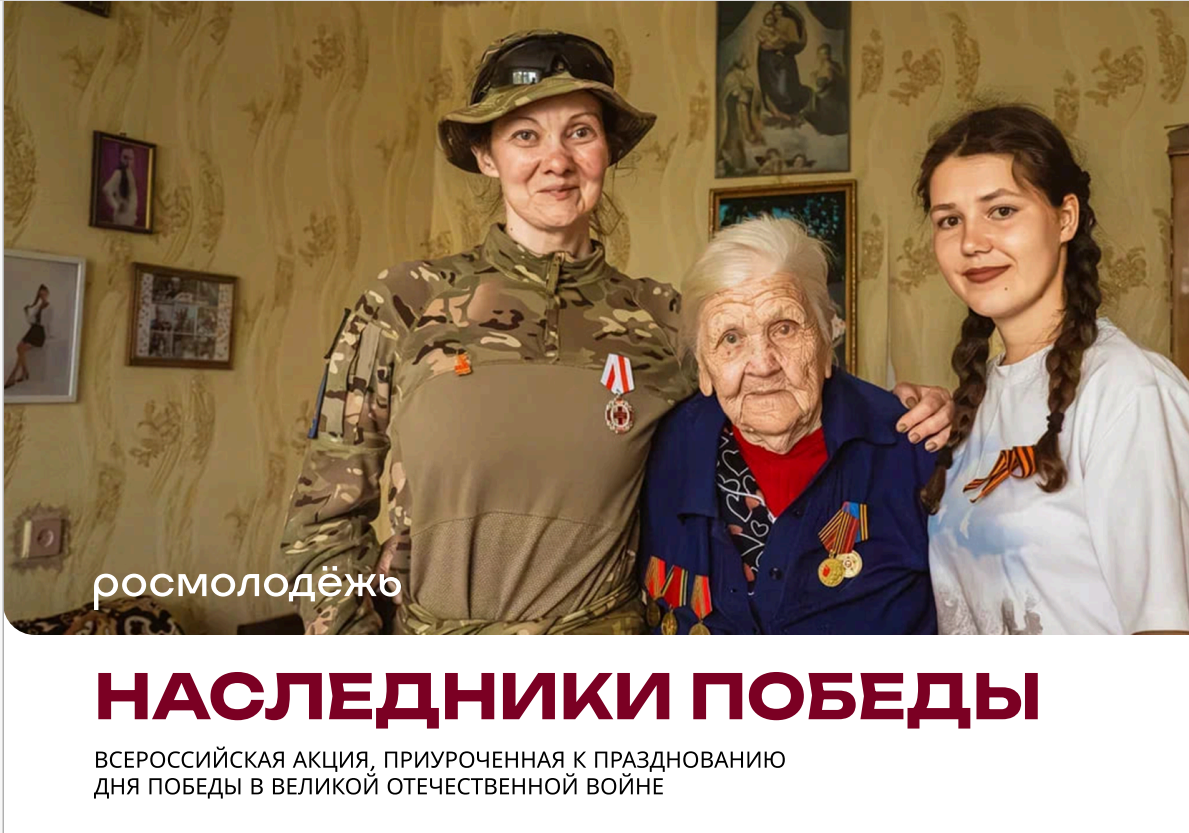 росмолодёжь
НАСЛЕДНИКИ ПОБЕДЫ
ВСЕРОССИЙСКАЯ АКЦИЯ, ПРИУРОЧЕННАЯ К ПРАЗДНОВАНИЮ
ДНЯ ПОБЕДЫ В ВЕЛИКОЙ ОТЕЧЕСТВЕННОЙ ВОЙНЕ